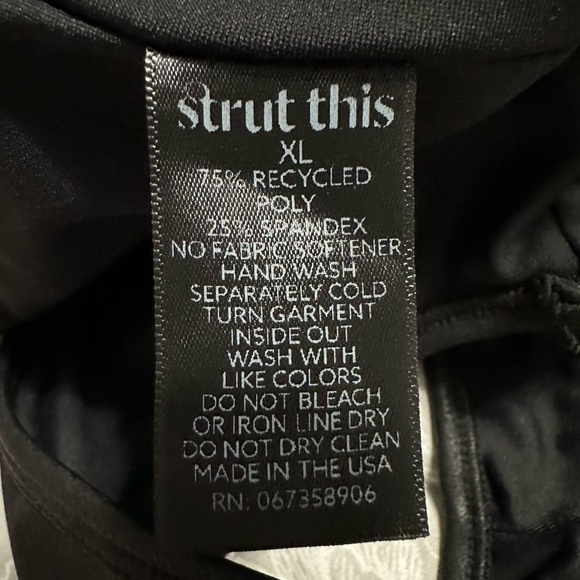 strut this
XL
75% RECYCLED
POLY
25% SPANDEX
NO FABRIC SOFTENER
HAND WASH
SEPARATELY COLD
TURN GARMENT
INSIDE OUT
WASH WITH
LIKE COLORS
DO NOT BLEACH
OR IRON LINE DRY
DO NOT DRY CLEAN
MADE IN THE USA
RN: 067358906